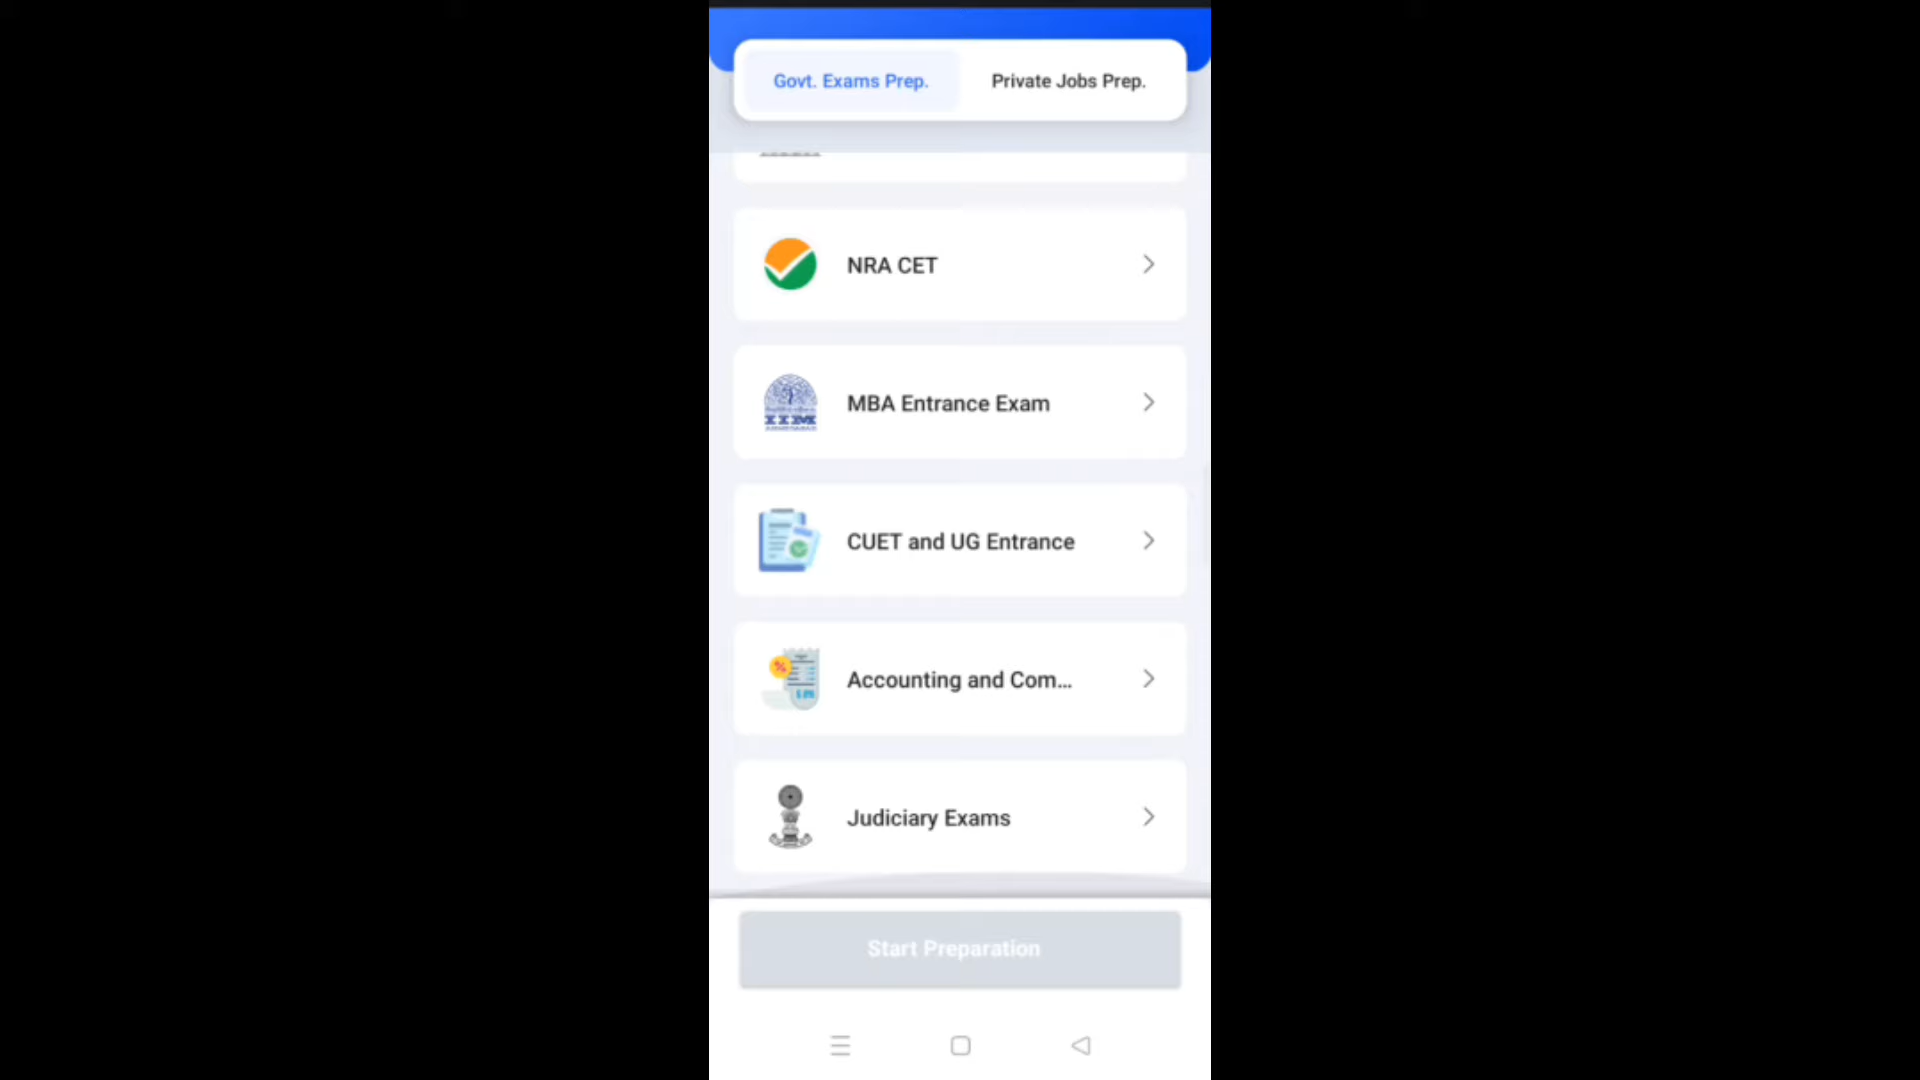 Govt. Exams Prep.
Private Jobs Prep.
NRA CET
IIM
MBA Entrance Exam
CUET and UG Entrance
Accounting and Com...
Judiciary Exams
Start Preparation